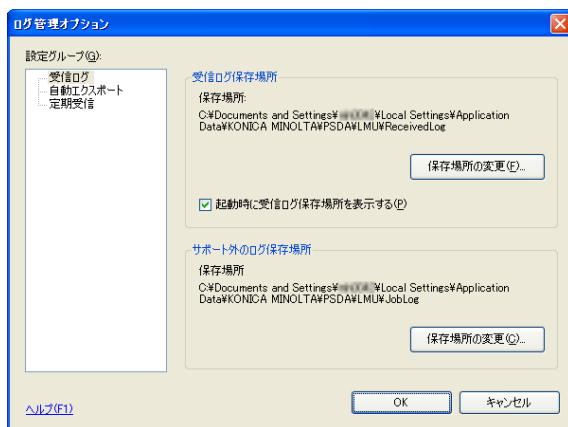 ログ管理オプション
設定グループ(G):
受信ログ
自動エクスポート
定期受信
受信ログ保存場所
保存場所:
C:¥Documents and Settings¥ ¥Local Settings¥Application
Data¥KONICA MINOLTA¥PSDA¥LMU¥ReceivedLog
保存場所の変更(F)...
起動時に受信ログ保存場所を表示する(P)
サポート外のログ保存場所
保存場所
C:¥Documents and Settings¥ ¥Local Settings¥Application
Data¥KONICA MINOLTA¥PSDA¥LMU¥JobLog
保存場所の変更(C)...
ヘルプ(F1)
OK
キャンセル